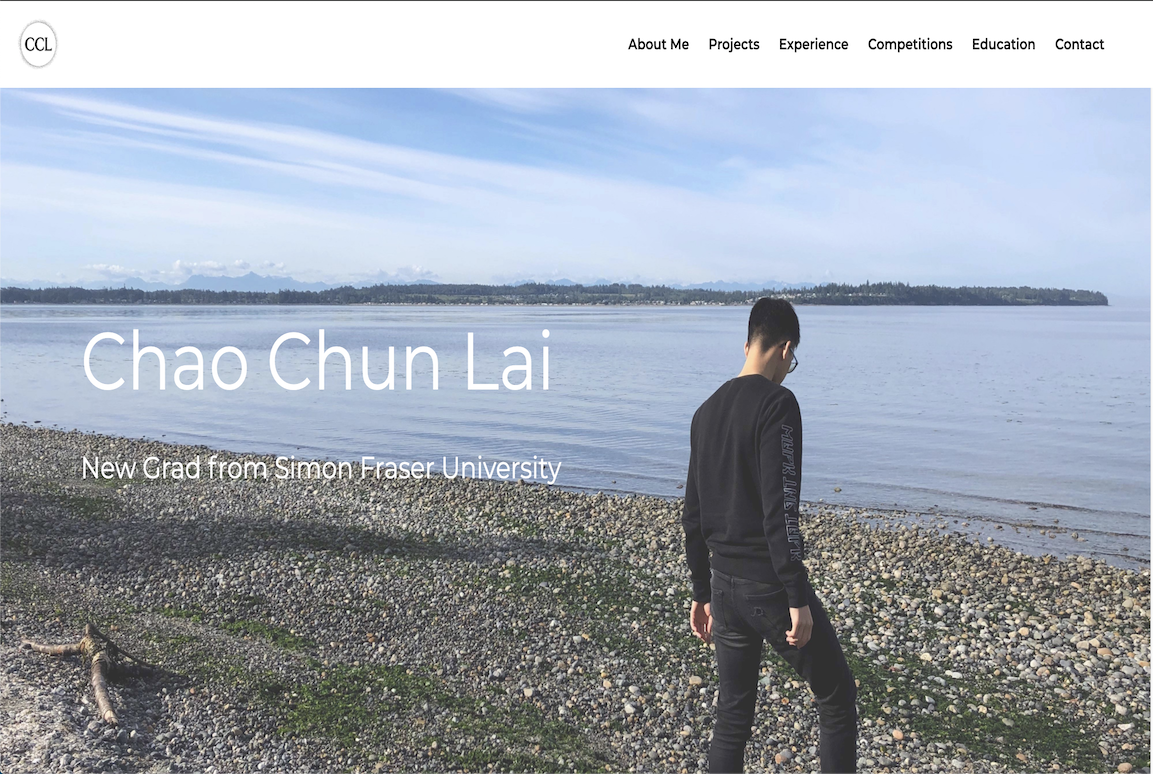 CCL
About Me Projects Experience Competitions Education Contact
Chao Chun Lai
New Grad from Simon Fraser University